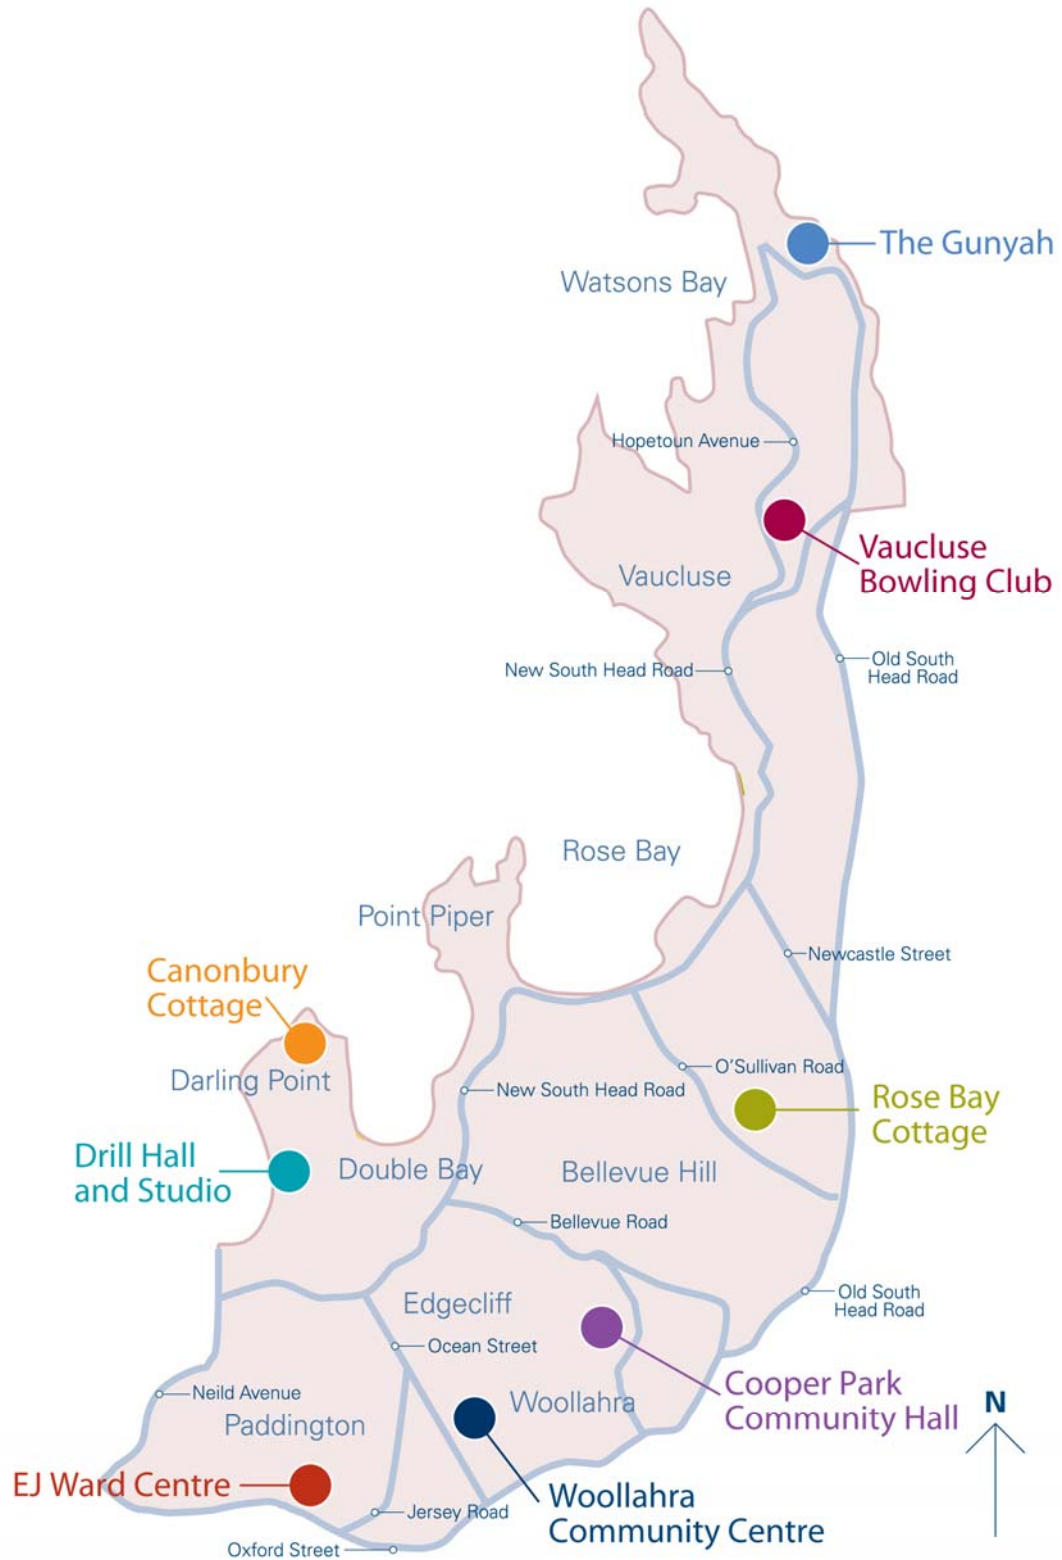 The Gunyah
Watsons Bay
Hopetoun Avenue
Vaucluse
Bowling Club
Vaucluse
New South Head Road
Old South
Head Road
Rose Bay
Point Piper
Newcastle Street
Canonbury
Cottage
Darling Point
O'Sullivan Road
New South Head Road
Rose Bay
Cottage
Drill Hall
and Studio
Double Bay
Bellevue Hill
Bellevue Road
Old South
Head Road
Edgecliff
Ocean Street
Cooper Park
Community Hall
Neild Avenue
Woollahra
Paddington
N
EJ Ward Centre
Jersey Road
Woollahra
Community Centre
Oxford Street